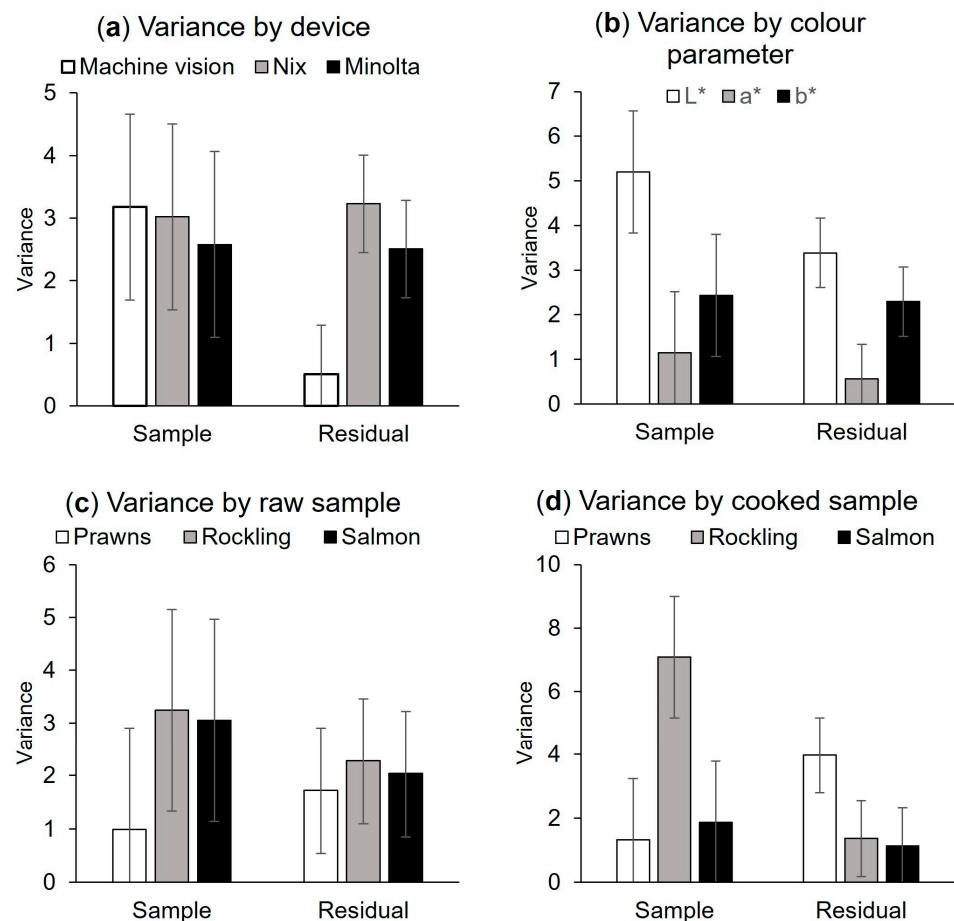 (a) Variance by device
Machine vision Nix Minolta
5
4
3
2
1
0
Variance
Sample Residual
(b) Variance by colour
parameter
L* a* b*
7
6
5
4
3
2
1
0
Variance
Sample Residual
(c) Variance by raw sample
Prawns Rockling Salmon
6
5
4
3
2
1
0
Variance
Sample Residual
(d) Variance by cooked sample
Prawns Rockling Salmon
10
8
6
4
2
0
Variance
Sample Residual